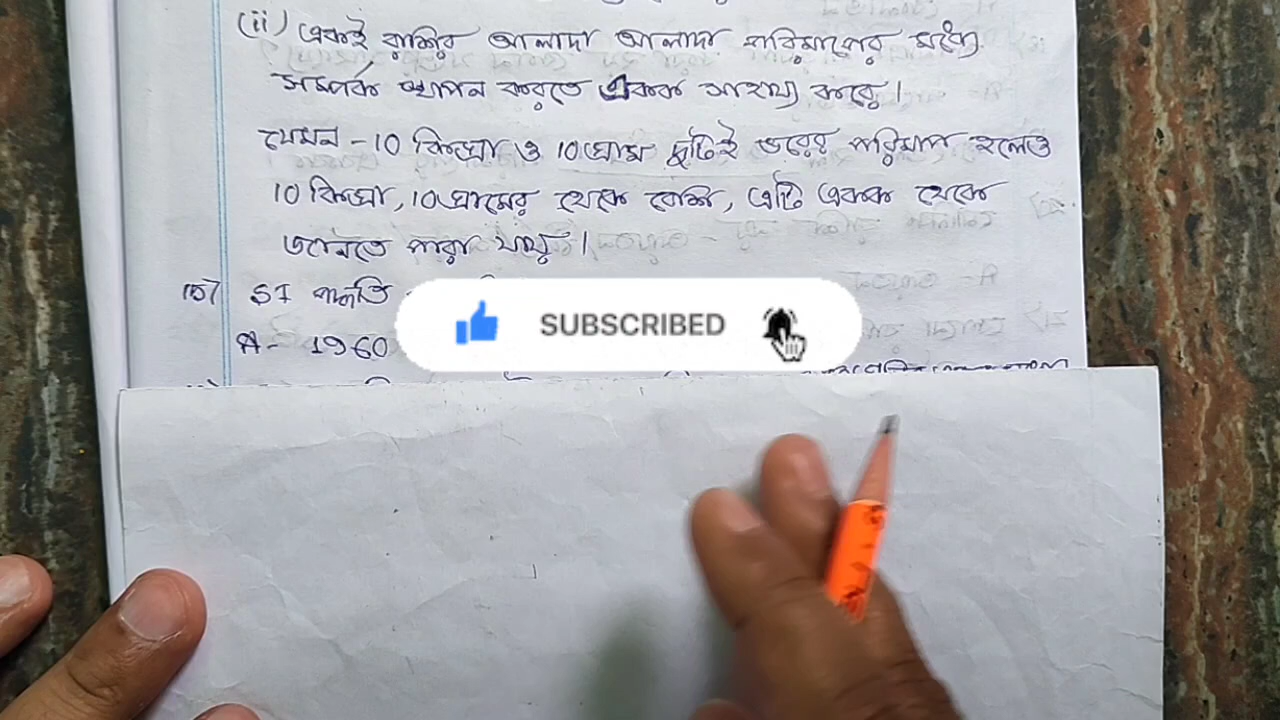 (ii) একই রাশির আলাদা আলাদা পরিমাপের মধ্যে
সম্পর্ক স্থাপন করতে একক সাহায্য করে।
যেমন - 10 কিগ্রা ও 10 গ্রাম দুটিই ভরের পরিমাপ হলেও
10 কিগ্রা, 10 গ্রামের থেকে বেশি, এটি একক থেকে
জানতে পারা যায়।
SI পদ্ধতি
A - 1960
SUBSCRIBED